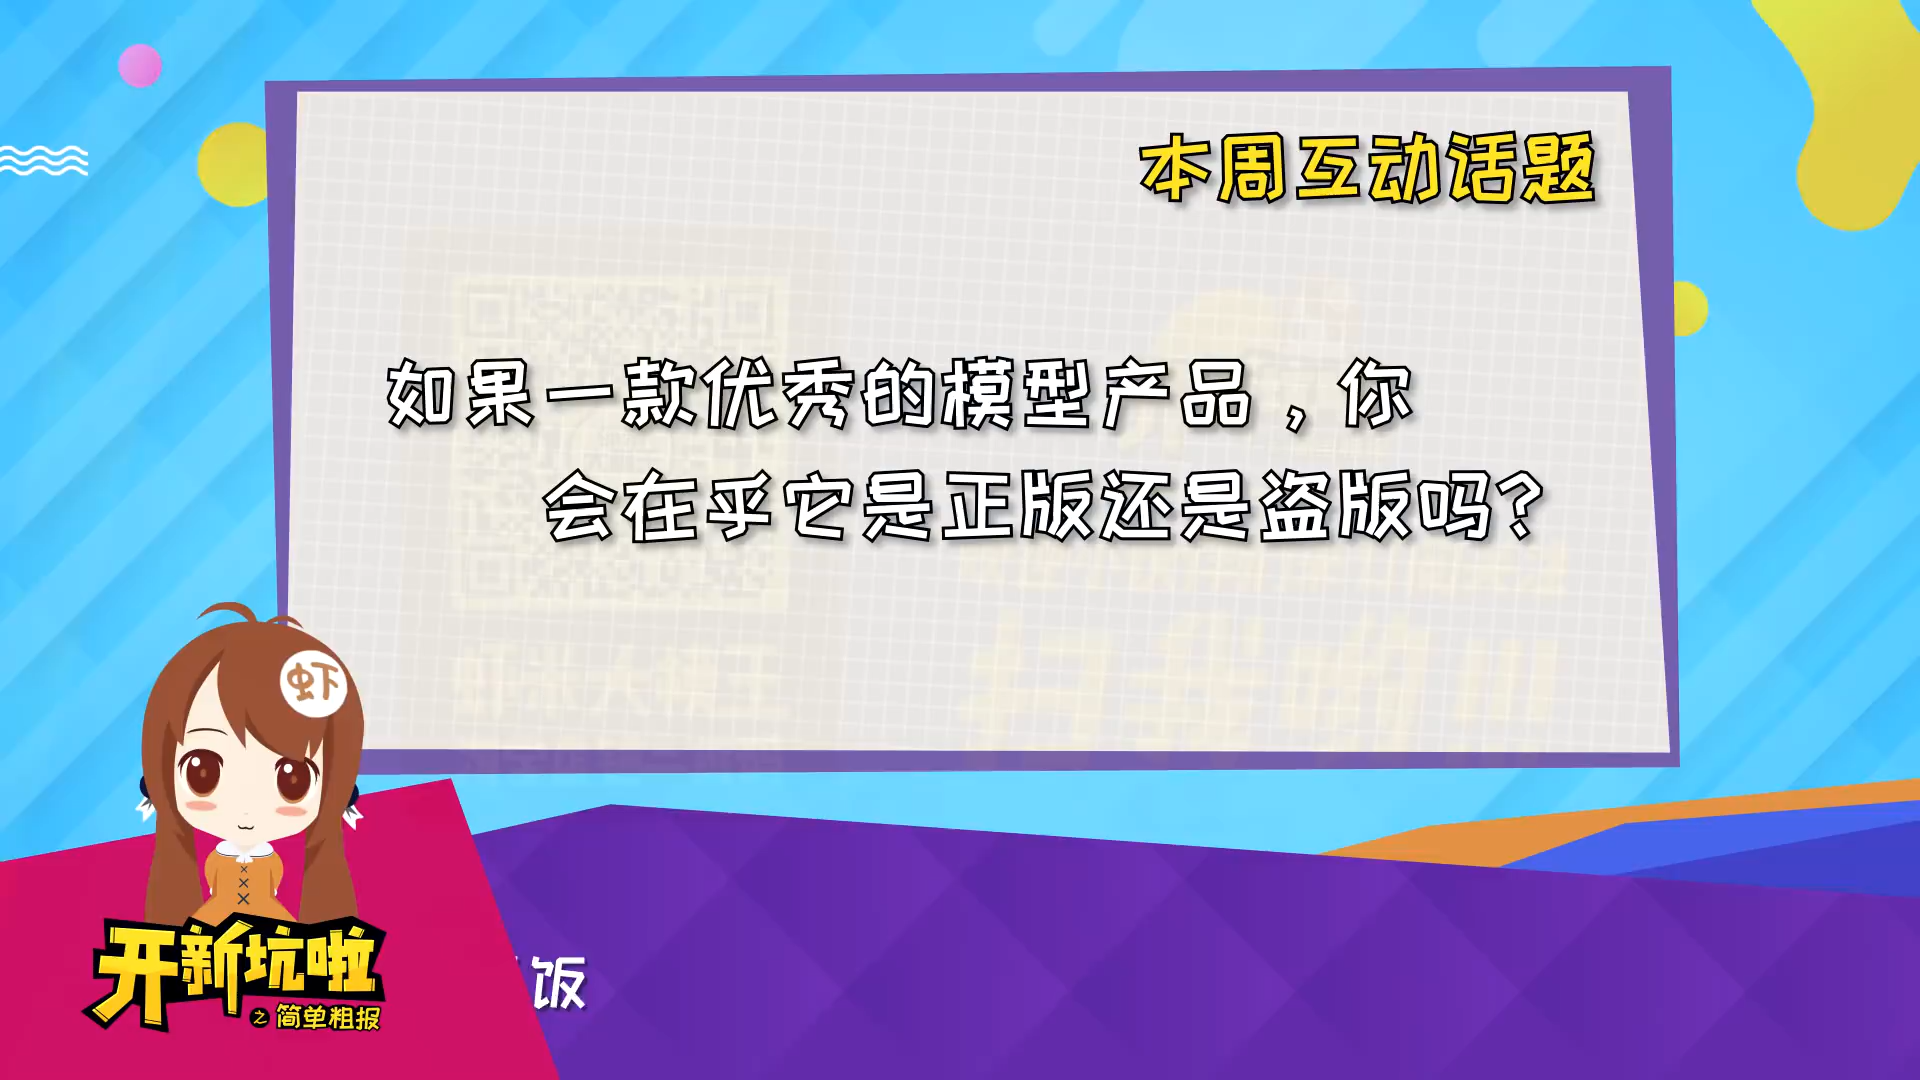 本周互动话题
如果一款优秀的模型产品，你
会在乎它是正版还是盗版吗？
虾
开新坑啦
之 简单粗报
饭